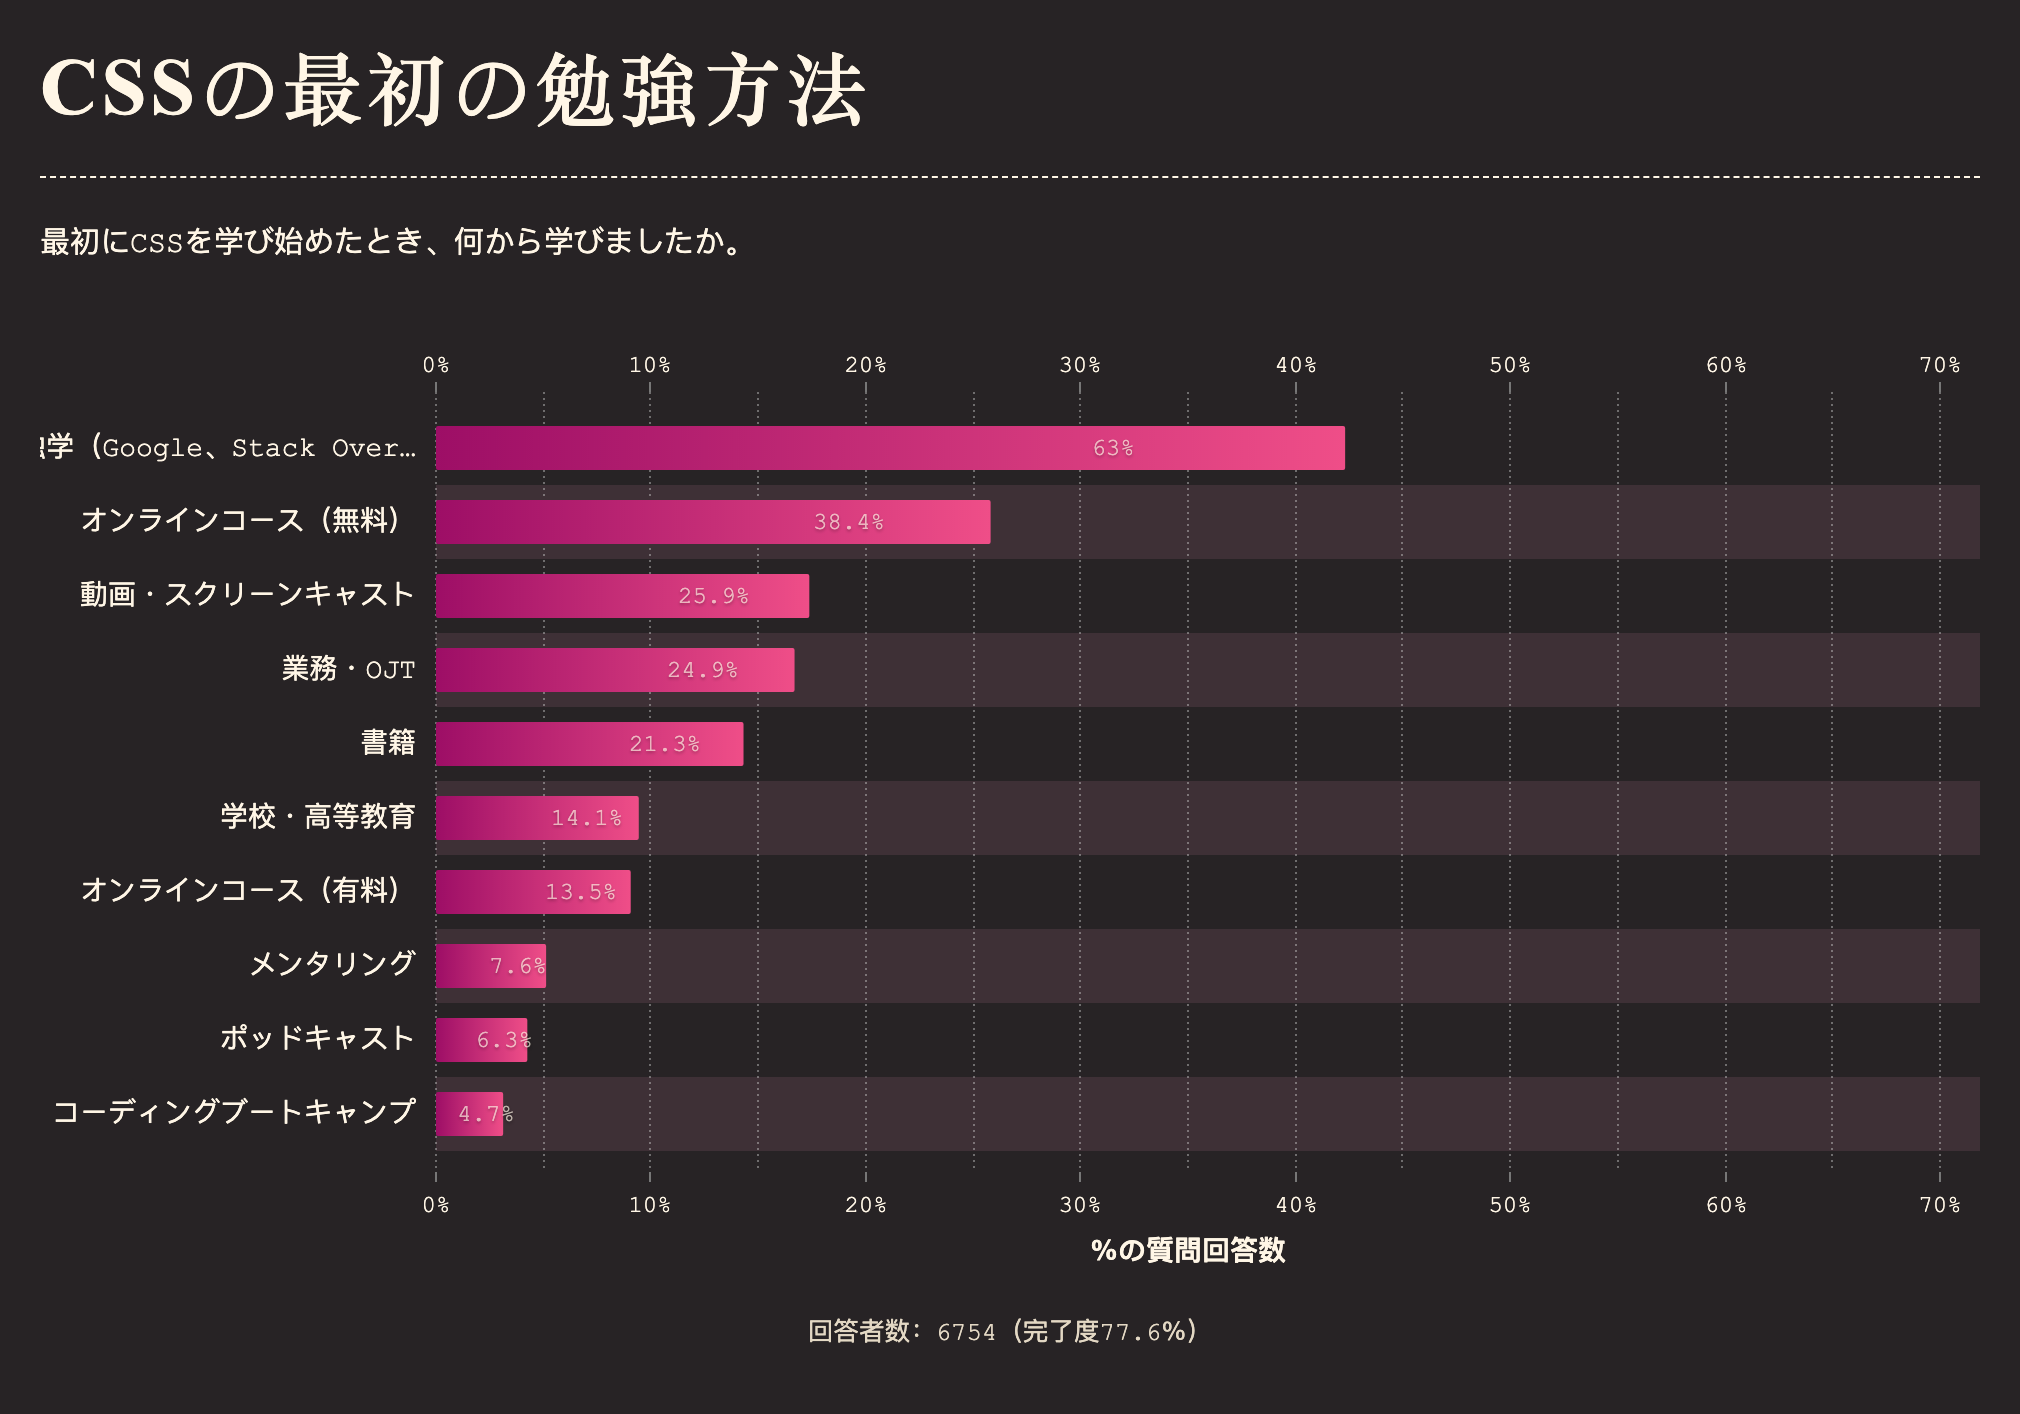 CSSの最初の勉強方法
最初にCSSを学び始めたとき、何から学びましたか。
0% 10% 20% 30% 40% 50% 60% 70%
学（Google、Stack Over… 63%
オンラインコース（無料） 38.4%
動画・スクリーンキャスト 25.9%
業務・OJT 24.9%
書籍 21.3%
学校・高等教育 14.1%
オンラインコース（有料） 13.5%
メンタリング 7.6%
ポッドキャスト 6.3%
コーディングブートキャンプ 4.7%
0% 10% 20% 30% 40% 50% 60% 70%
%の質問回答数
回答者数: 6754（完了度77.6%）